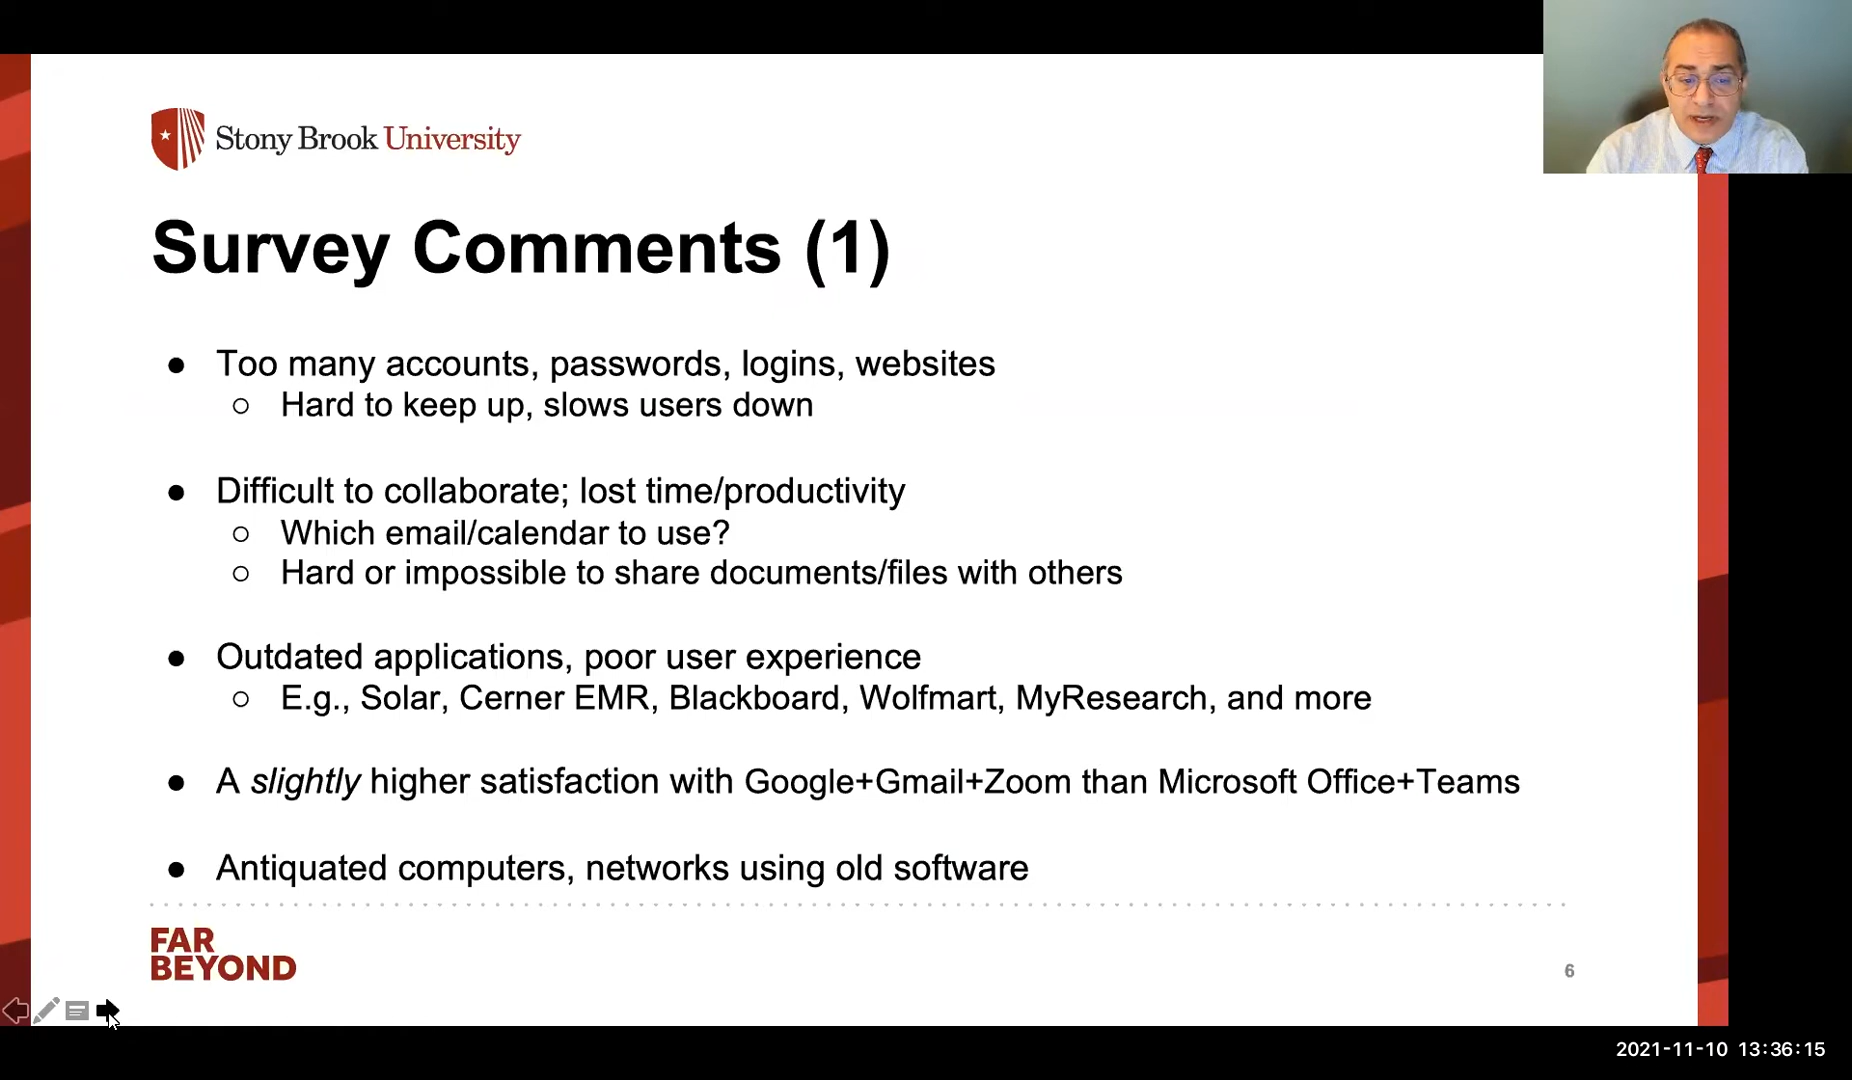 Stony Brook University
Survey Comments (1)
● Too many accounts, passwords, logins, websites
○ Hard to keep up, slows users down
● Difficult to collaborate; lost time/productivity
○ Which email/calendar to use?
○ Hard or impossible to share documents/files with others
● Outdated applications, poor user experience
○ E.g., Solar, Cerner EMR, Blackboard, Wolfmart, MyResearch, and more
● A slightly higher satisfaction with Google+Gmail+Zoom than Microsoft Office+Teams
● Antiquated computers, networks using old software
FAR
BEYOND
6
2021-11-10 13:36:15